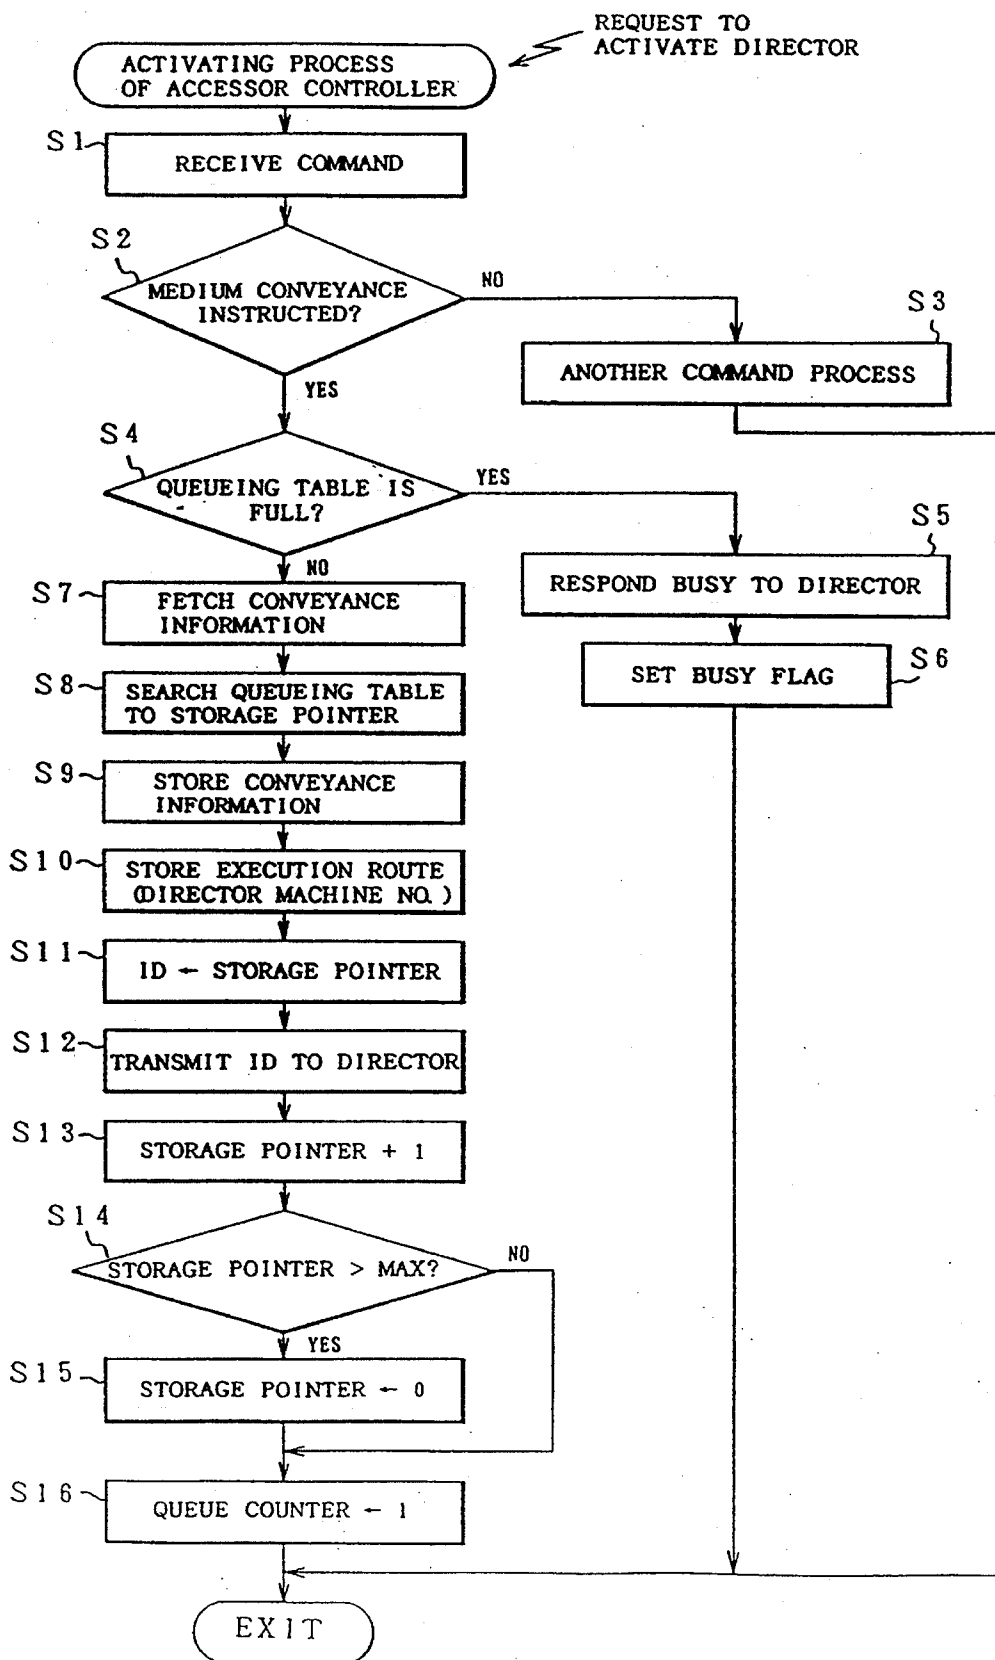 REQUEST TO
ACTIVATE DIRECTOR
ACTIVATING PROCESS
OF ACCESSOR CONTROLLER
S1
RECEIVE COMMAND
S2
MEDIUM CONVEYANCE
INSTRUCTED?
NO
YES
S3
ANOTHER COMMAND PROCESS
S4
QUEUEING TABLE IS
FULL?
YES
NO
S5
RESPOND BUSY TO DIRECTOR
S6
SET BUSY FLAG
S7
FETCH CONVEYANCE
INFORMATION
S8
SEARCH QUEUEING TABLE
TO STORAGE POINTER
S9
STORE CONVEYANCE
INFORMATION
S10
STORE EXECUTION ROUTE
(DIRECTOR MACHINE NO.)
S11
ID ← STORAGE POINTER
S12
TRANSMIT ID TO DIRECTOR
S13
STORAGE POINTER + 1
S14
STORAGE POINTER > MAX?
NO
YES
S15
STORAGE POINTER ← 0
S16
QUEUE COUNTER ← 1
EXIT